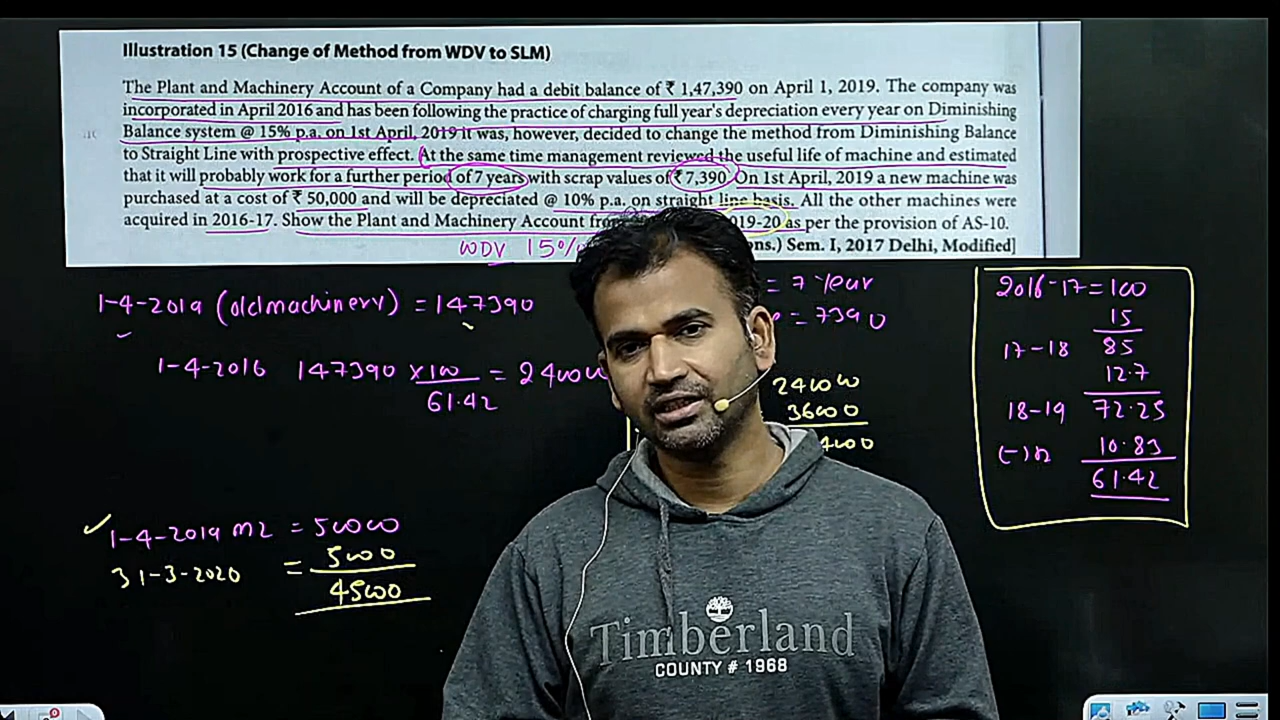 Illustration 15 (Change of Method from WDV to SLM)
The Plant and Machinery Account of a Company had a debit balance of ₹ 1,47,390 on April 1, 2019. The company was
incorporated in April 2016 and has been following the practice of charging full year's depreciation every year on Diminishing
Balance system @ 15% p.a. on 1st April, 2019 it was, however, decided to change the method from Diminishing Balance
to Straight Line with prospective effect. At the same time management reviewed the useful life of machine and estimated
that it will probably work for a further period of 7 years with scrap values of ₹ 7,390 On 1st April, 2019 a new machine was
purchased at a cost of ₹ 50,000 and will be depreciated @ 10% p.a. on straight line basis. All the other machines were
acquired in 2016-17. Show the Plant and Machinery Account 019-20 as per the provision of AS-10.
ons.) Sem. I, 2017 Delhi, Modified]
WDV 15%
1-4-2019 (old machinery) = 147390
= 7 Year
= 7390
1-4-2016 147390 × 100 = 24000
61.42
240000
36000
4000
2016-17 = 100
15
17-18 85
12.7
18-19 72.25
10.83
61.42
1-4-2019 m2 = 50000
5000
31-3-2020 =
45000
Timberland
COUNTY # 1968